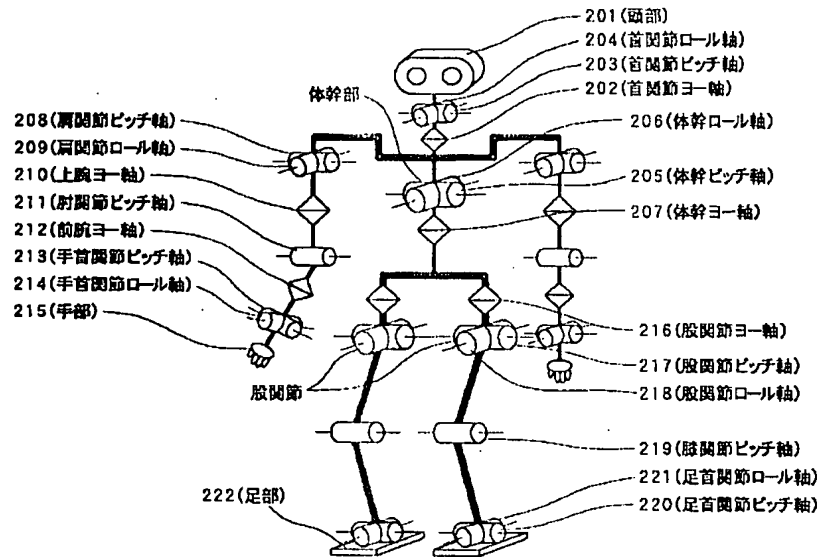 201(頭部)
204(首関節ロール軸)
203(首関節ピッチ軸)
202(首関節ヨー軸)
体幹部
206(体幹ロール軸)
205(体幹ピッチ軸)
207(体幹ヨー軸)
208(肩関節ピッチ軸)
209(肩関節ロール軸)
210(上腕ヨー軸)
211(肘関節ピッチ軸)
212(前腕ヨー軸)
213(手首関節ピッチ軸)
214(手首関節ロール軸)
215(手部)
216(股関節ヨー軸)
217(股関節ピッチ軸)
218(股関節ロール軸)
股関節
219(膝関節ピッチ軸)
221(足首関節ロール軸)
220(足首関節ピッチ軸)
222(足部)